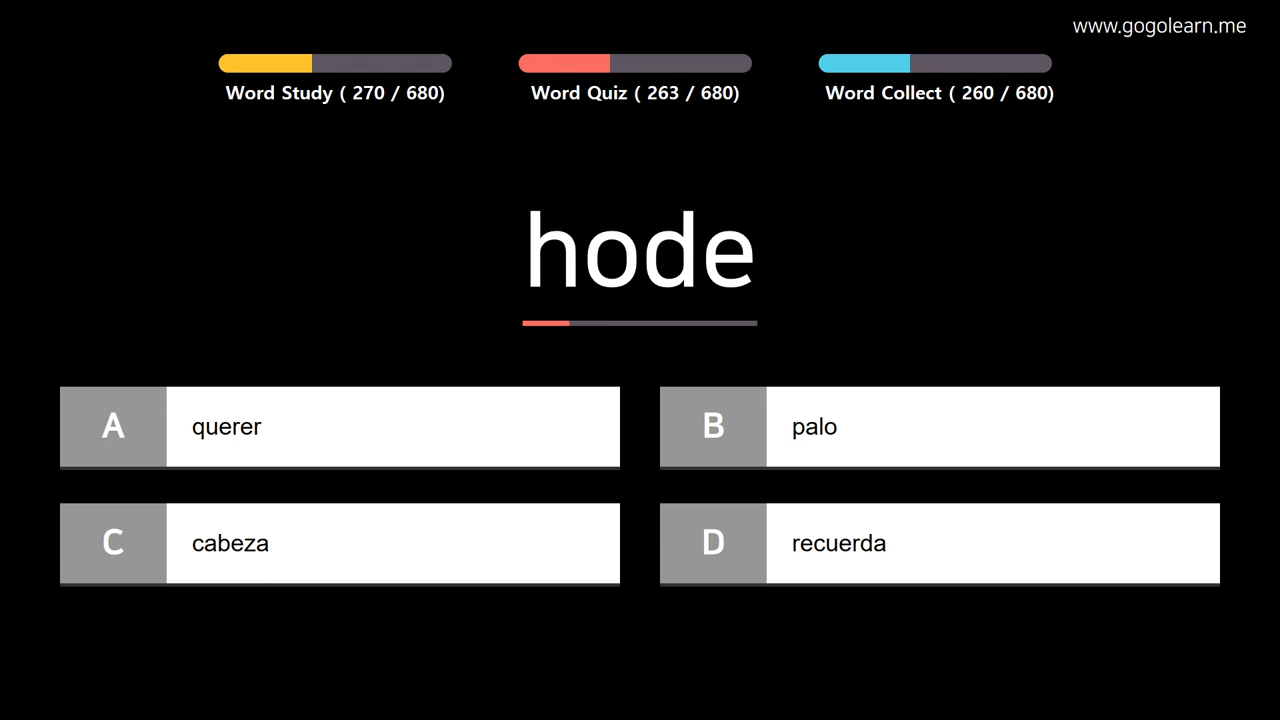 www.gogolearn.me
Word Study ( 270 / 680)
Word Quiz ( 263 / 680)
Word Collect ( 260 / 680)
hode
A querer
B palo
C cabeza
D recuerda